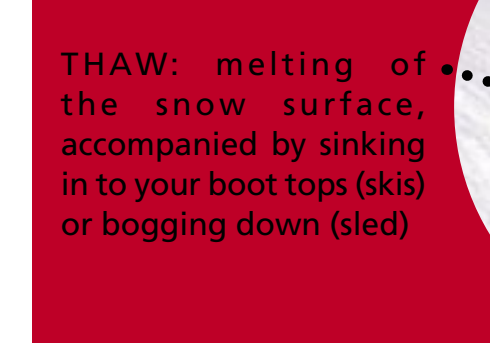 THAW: melting of
the snow surface,
accompanied by sinking
in to your boot tops (skis)
or bogging down (sled)